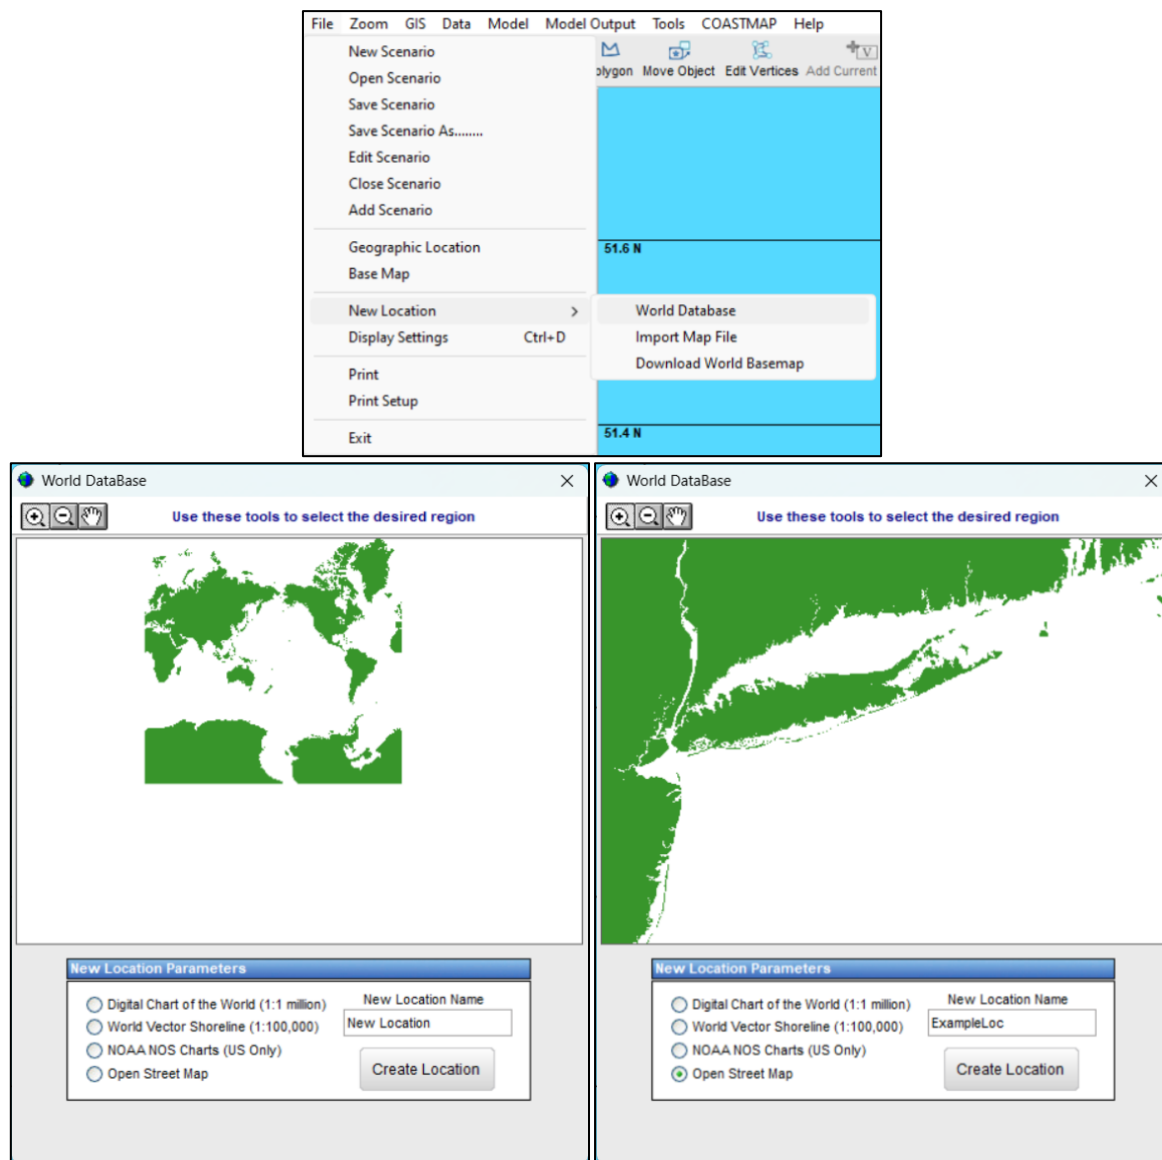 File Zoom GIS Data Model Model Output Tools COASTMAP Help
New Scenario
olygon Move Object Edit Vertices Add Current
Open Scenario
Save Scenario
Save Scenario As........
Edit Scenario
Close Scenario
Add Scenario
Geographic Location
51.6 N
Base Map
New Location
World Database
Display Settings Ctrl+D
Import Map File
Download World Basemap
Print
Print Setup
Exit
51.4 N
World DataBase
Use these tools to select the desired region
New Location Parameters
Digital Chart of the World (1:1 million)
World Vector Shoreline (1:100,000)
NOAA NOS Charts (US Only)
Open Street Map
New Location Name
New Location
Create Location
World DataBase
Use these tools to select the desired region
New Location Parameters
Digital Chart of the World (1:1 million)
World Vector Shoreline (1:100,000)
NOAA NOS Charts (US Only)
Open Street Map
New Location Name
ExampleLoc
Create Location